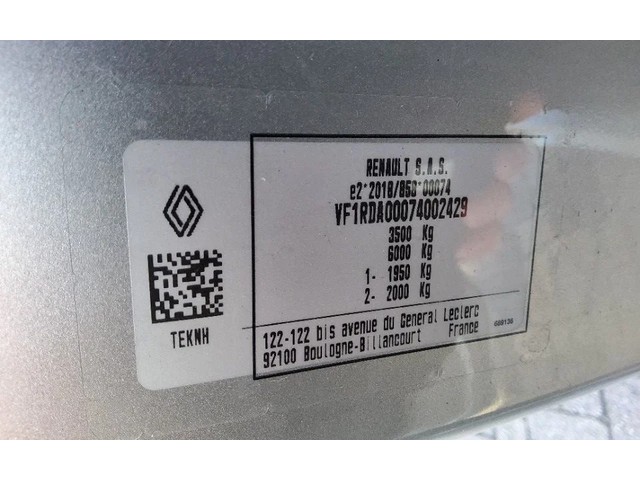 RENAULT S.A.S.
e2*2018/858*00074
VF1RDA00074002429
3500 Kg
6000 Kg
1- 1950 Kg
2- 2000 Kg
TEKNH
122-122 bis avenue du General Leclerc
92100 Boulogne-Billancourt France